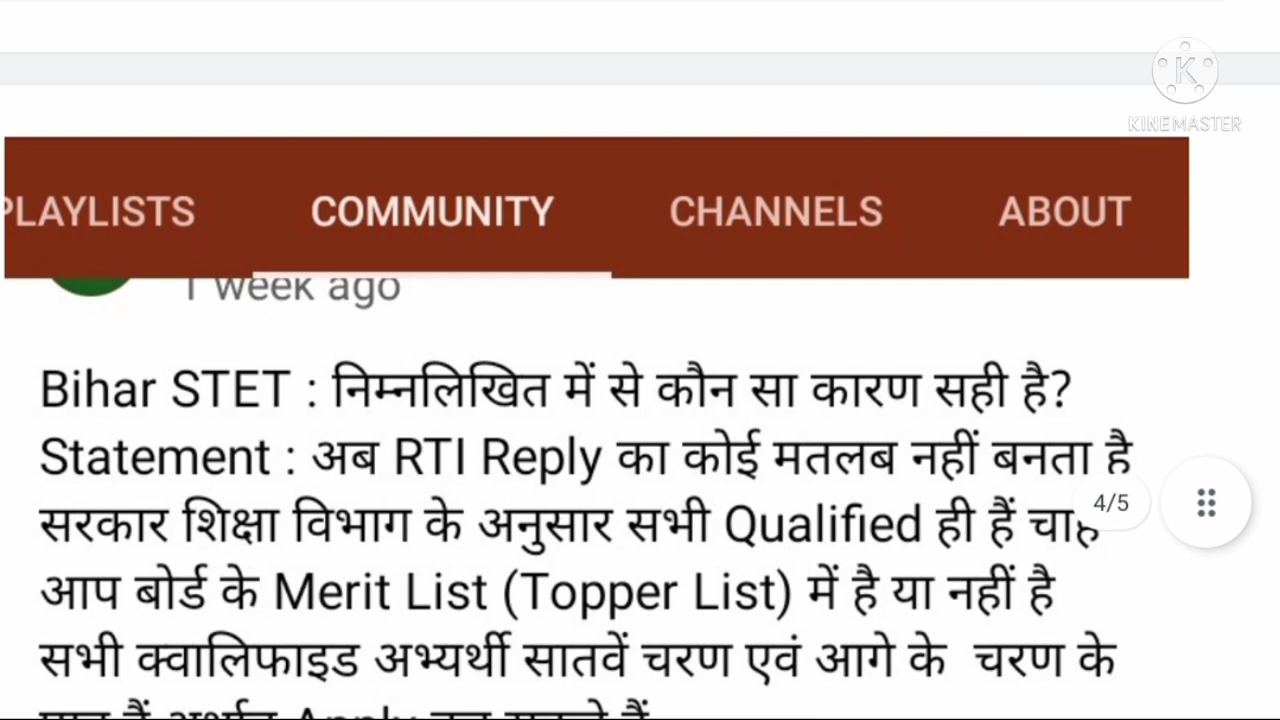 KINEMASTER
PLAYLISTS COMMUNITY CHANNELS ABOUT
1 week ago
Bihar STET : निम्नलिखित में से कौन सा कारण सही है?
Statement : अब RTI Reply का कोई मतलब नहीं बनता है
4/5
सरकार शिक्षा विभाग के अनुसार सभी Qualified ही हैं चाहे
आप बोर्ड के Merit List (Topper List) में है या नहीं है
सभी क्वालिफाइड अभ्यर्थी सातवें चरण एवं आगे के चरण के